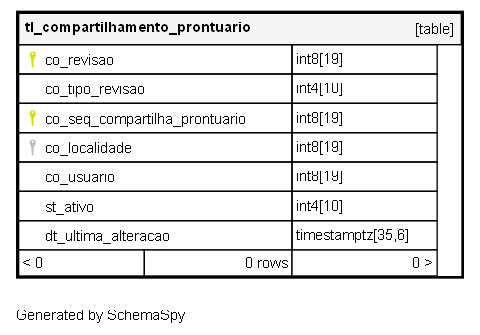 tl_compartilhamento_prontuario [table]
co_revisao int8[19]
co_tipo_revisao int4[10]
co_seq_compartilha_prontuario int8[19]
co_localidade int8[19]
co_usuario int8[19]
st_ativo int4[10]
dt_ultima_alteracao timestamptz[35,6]
< 0 0 rows 0 >
Generated by SchemaSpy